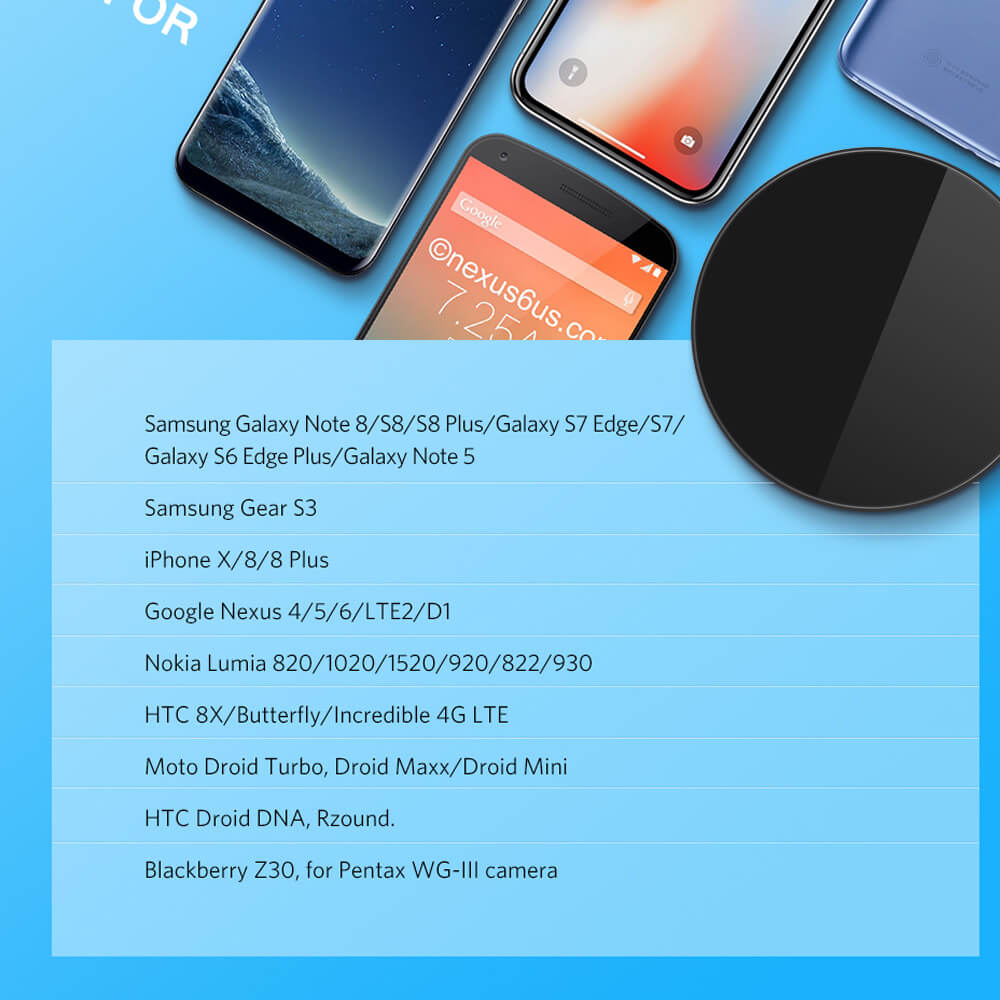 OR
Google
©nexus6us.co
7.25
Samsung Galaxy Note 8/S8/S8 Plus/Galaxy S7 Edge/S7/
Galaxy S6 Edge Plus/Galaxy Note 5
Samsung Gear S3
iPhone X/8/8 Plus
Google Nexus 4/5/6/LTE2/D1
Nokia Lumia 820/1020/1520/920/822/930
HTC 8X/Butterfly/Incredible 4G LTE
Moto Droid Turbo, Droid Maxx/Droid Mini
HTC Droid DNA, Rzound.
Blackberry Z30, for Pentax WG-III camera